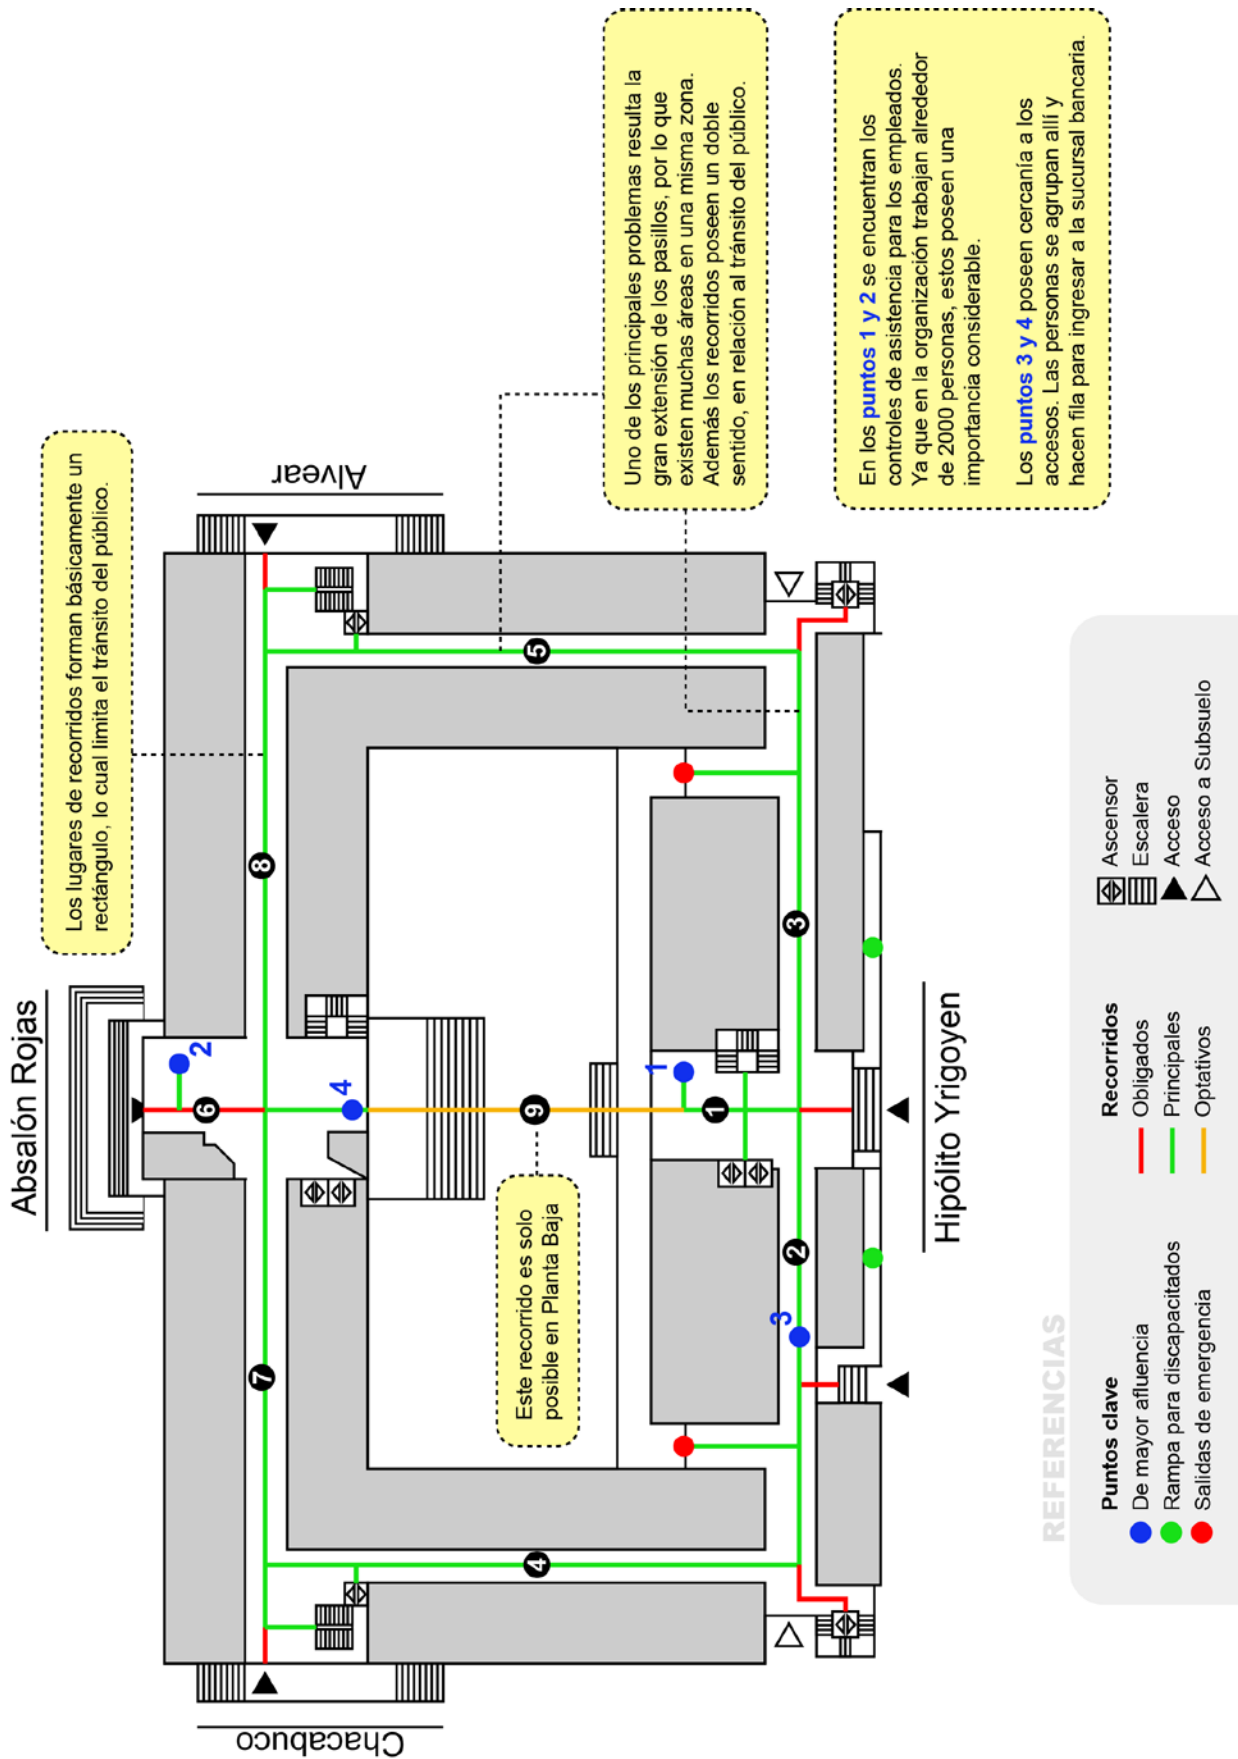 Absalón Rojas
Los lugares de recorridos forman básicamente un
rectángulo, lo cual limita el tránsito del público.
Chacabuco
Alvear
2
6
7
8
4
4
9
5
Este recorrido es solo
posible en Planta Baja
1
1
3
2
3
Uno de los principales problemas resulta la
gran extensión de los pasillos, por lo que
existen muchas áreas en una misma zona.
Además los recorridos poseen un doble
sentido, en relación al tránsito del público.
Hipólito Yrigoyen
En los puntos 1 y 2 se encuentran los
controles de asistencia para los empleados.
Ya que en la organización trabajan alrededor
de 2000 personas, estos poseen una
importancia considerable.
Los puntos 3 y 4 poseen cercanía a los
accesos. Las personas se agrupan allí y
hacen fila para ingresar a la sucursal bancaria.
REFERENCIAS
Puntos clave
De mayor afluencia
Rampa para discapacitados
Salidas de emergencia
Recorridos
Obligados
Principales
Optativos
Ascensor
Escalera
Acceso
Acceso a Subsuelo